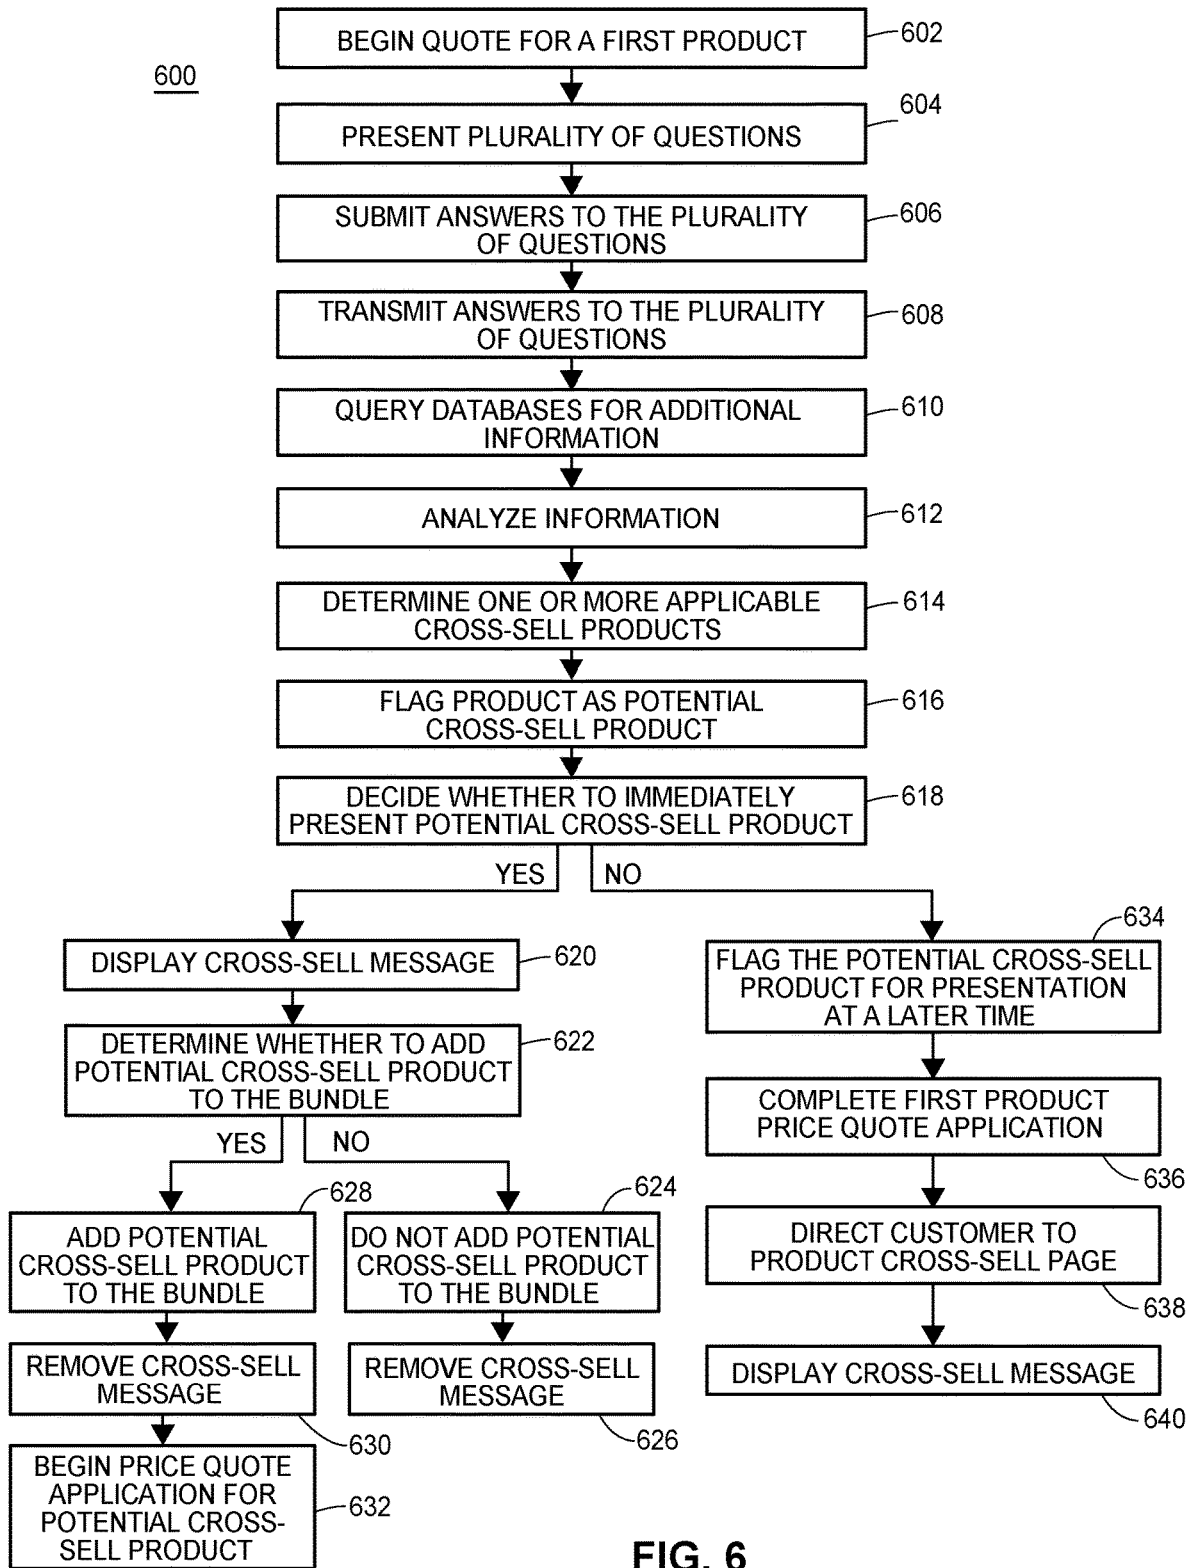 600
BEGIN QUOTE FOR A FIRST PRODUCT
602
PRESENT PLURALITY OF QUESTIONS
604
SUBMIT ANSWERS TO THE PLURALITY
OF QUESTIONS
606
TRANSMIT ANSWERS TO THE PLURALITY
OF QUESTIONS
608
QUERY DATABASES FOR ADDITIONAL
INFORMATION
610
ANALYZE INFORMATION
612
DETERMINE ONE OR MORE APPLICABLE
CROSS-SELL PRODUCTS
614
FLAG PRODUCT AS POTENTIAL
CROSS-SELL PRODUCT
616
DECIDE WHETHER TO IMMEDIATELY
PRESENT POTENTIAL CROSS-SELL PRODUCT
618
YES
NO
DISPLAY CROSS-SELL MESSAGE
620
DETERMINE WHETHER TO ADD
POTENTIAL CROSS-SELL PRODUCT
TO THE BUNDLE
622
YES
NO
ADD POTENTIAL
CROSS-SELL PRODUCT
TO THE BUNDLE
628
REMOVE CROSS-SELL
MESSAGE
630
BEGIN PRICE QUOTE
APPLICATION FOR
POTENTIAL CROSS-
SELL PRODUCT
632
DO NOT ADD POTENTIAL
CROSS-SELL PRODUCT
TO THE BUNDLE
624
REMOVE CROSS-SELL
MESSAGE
626
FLAG THE POTENTIAL CROSS-SELL
PRODUCT FOR PRESENTATION
AT A LATER TIME
634
COMPLETE FIRST PRODUCT
PRICE QUOTE APPLICATION
636
DIRECT CUSTOMER TO
PRODUCT CROSS-SELL PAGE
638
DISPLAY CROSS-SELL MESSAGE
640
FIG. 6